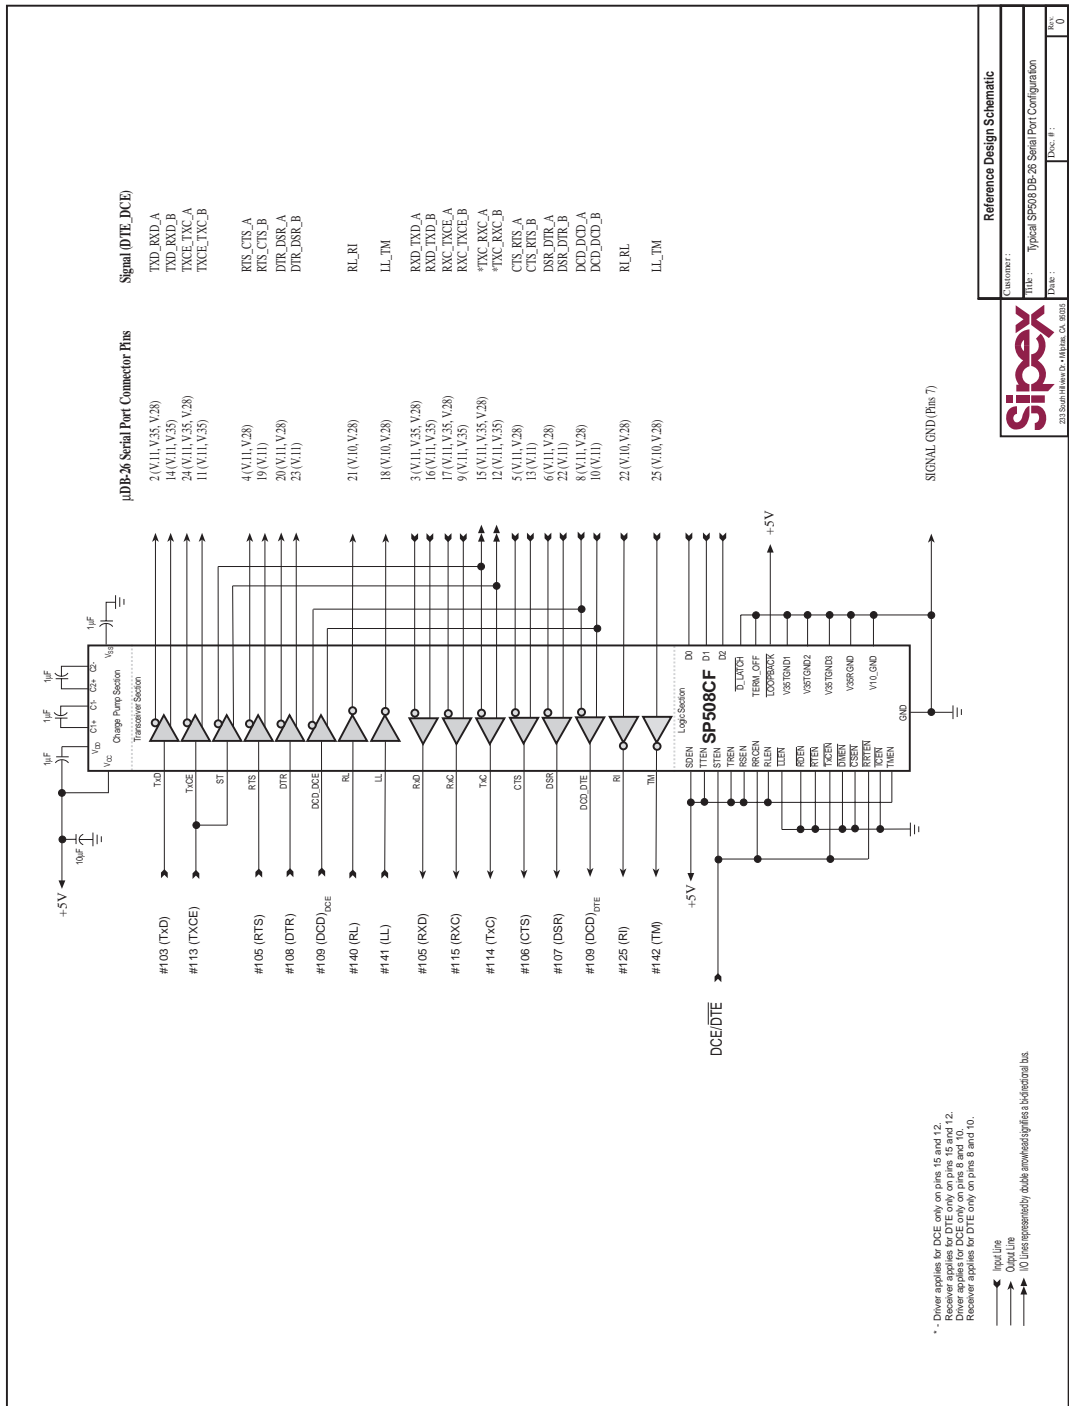 µDB-26 Serial Port Connector Pins
Signal (DTE_DCE)
2 (V.11, V.35, V.28) TXD_RXD_A
14 (V.11, V.35) TXD_RXD_B
24 (V.11, V.35, V.28) TXCE_TXC_A
11 (V.11, V.35) TXCE_TXC_B
4 (V.11, V.28) RTS_CTS_A
19 (V.11) RTS_CTS_B
20 (V.11, V.28) DTR_DSR_A
23 (V.11) DTR_DSR_B
21 (V.10, V.28) RL_RI
18 (V.10, V.28) LL_TM
3 (V.11, V.35, V.28) RXD_TXD_A
16 (V.11, V.35) RXD_TXD_B
17 (V.11, V.35, V.28) RXC_TXCE_A
9 (V.11, V.35) RXC_TXCE_B
15 (V.11, V.35, V.28) *TXC_RXC_A
12 (V.11, V.35) *TXC_RXC_B
5 (V.11, V.28) CTS_RTS_A
13 (V.11) CTS_RTS_B
6 (V.11, V.28) DSR_DTR_A
22 (V.11) DSR_DTR_B
8 (V.11, V.28) DCD_DCD_A
10 (V.11) DCD_DCD_B
22 (V.10, V.28) RI_RL
25 (V.10, V.28) LL_TM
SIGNAL GND (Pins 7)
+5V
10µF
1µF
1µF
1µF
1µF
VCC
VDD
C1+
C1-
C2+
C2-
VSS
Charge Pump Section
Transceiver Section
TxD
TxCE
ST
RTS
DTR
DCD_DCE
RL
LL
RxD
RxC
TxC
CTS
DSR
DCD_DTE
RI
TM
#103 (TxD)
#113 (TXCE)
#105 (RTS)
#108 (DTR)
#109 (DCD)DCE
#140 (RL)
#141 (LL)
#105 (RXD)
#115 (RXC)
#114 (TxC)
#106 (CTS)
#107 (DSR)
#109 (DCD)DTE
#125 (RI)
#142 (TM)
Logic Section
SP508CF
D0
D1
D2
SDEN
TTEN
STEN
TREN
RSEN
RRCEN
RLEN
LLEN
RDEN
RTEN
TxCEN
DMEN
CSEN
RRTEN
ICEN
TMEN
D_LATCH
TERM_OFF
LOOPBACK
V35TGND1
V35TGND2
V35TGND3
V35RGND
V10_GND
GND
+5V
+5V
DCE/DTE
* - Driver applies for DCE only on pins 15 and 12.
Receiver applies for DTE only on pins 15 and 12.
Driver applies for DCE only on pins 8 and 10.
Receiver applies for DTE only on pins 8 and 10.
Input Line
Output Line
I/O Lines represented by double arrowhead signifies a bi-directional bus.
Sipex
233 South Hillview Dr. • Milpitas, CA. 95035
Reference Design Schematic
Customer :
Title : Typical SP508 DB-26 Serial Port Configuration
Date :
Doc. # :
Rev. 0